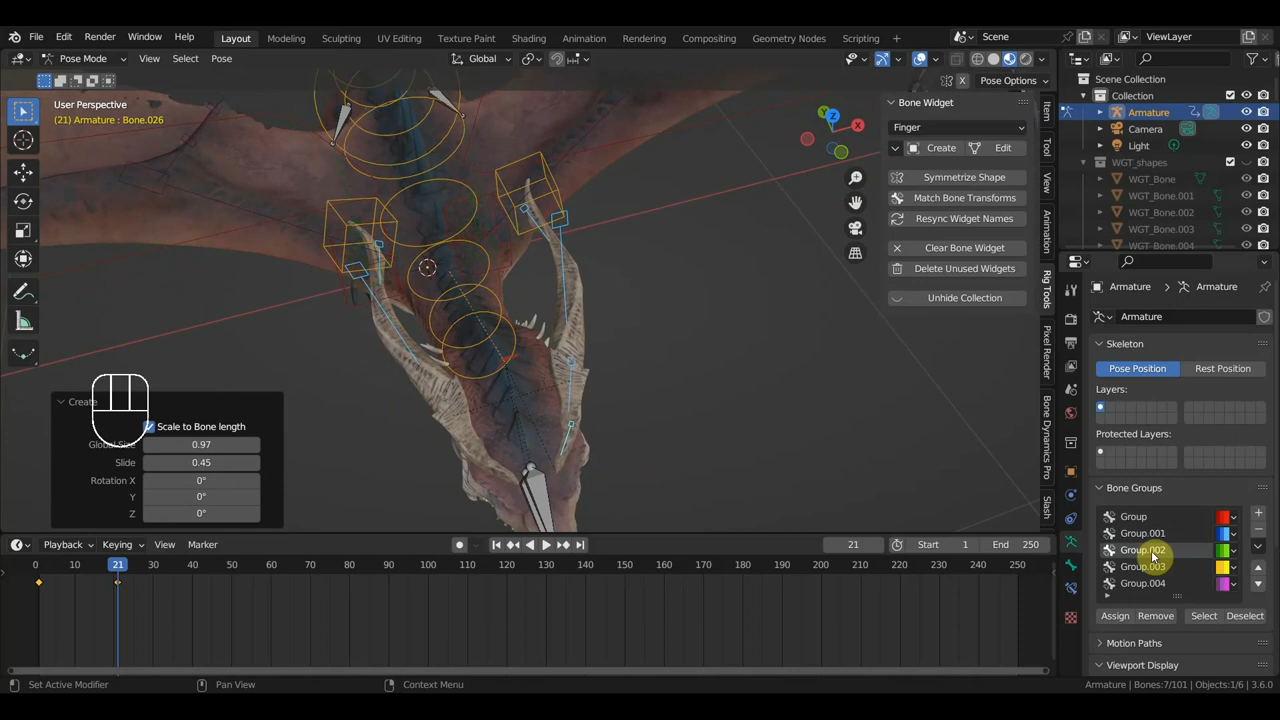 File Edit Render Window Help Layout Modeling Sculpting UV Editing Texture Paint Shading Animation Rendering Compositing Geometry Nodes Scripting + Scene ViewLayer
Pose Mode View Select Pose Global
X Pose Options
User Perspective
(21) Armature : Bone.026
Z
Y
X
Bone Widget
Finger
Create Edit
Symmetrize Shape
Match Bone Transforms
Resync Widget Names
Clear Bone Widget
Delete Unused Widgets
Unhide Collection
Item
Tool
View
Animation
Rig Tools
Pixel Render
Bone Dynamics Pro
Slash
Scene Collection
Collection
Armature
Camera
Light
WGT_shapes
WGT_Bone
WGT_Bone.001
WGT_Bone.002
WGT_Bone.003
WGT_Bone.004
Armature > Armature
Armature
Skeleton
Pose Position Rest Position
Layers:
Protected Layers:
Bone Groups
Group
Group.001
Group.002
Group.003
Group.004
Assign Remove Select Deselect
Motion Paths
Viewport Display
Create
Scale to Bone length
Global Size 0.97
Slide 0.45
Rotation X 0°
Y 0°
Z 0°
Playback Keying View Marker 21 Start 1 End 250
0 10 21 30 40 50 60 70 80 90 100 110 120 130 140 150 160 170 180 190 200 210 220 230 240 250
Set Active Modifier Pan View Context Menu Armature | Bones:7/101 | Objects:1/6 | 3.6.0